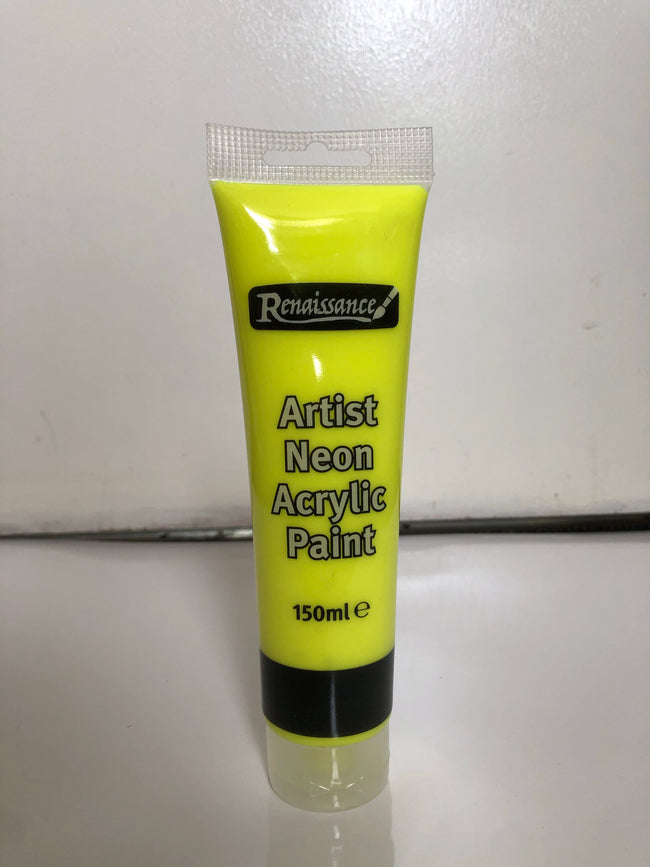 Renaissance
Artist
Neon
Acrylic
Paint
150ml ℮